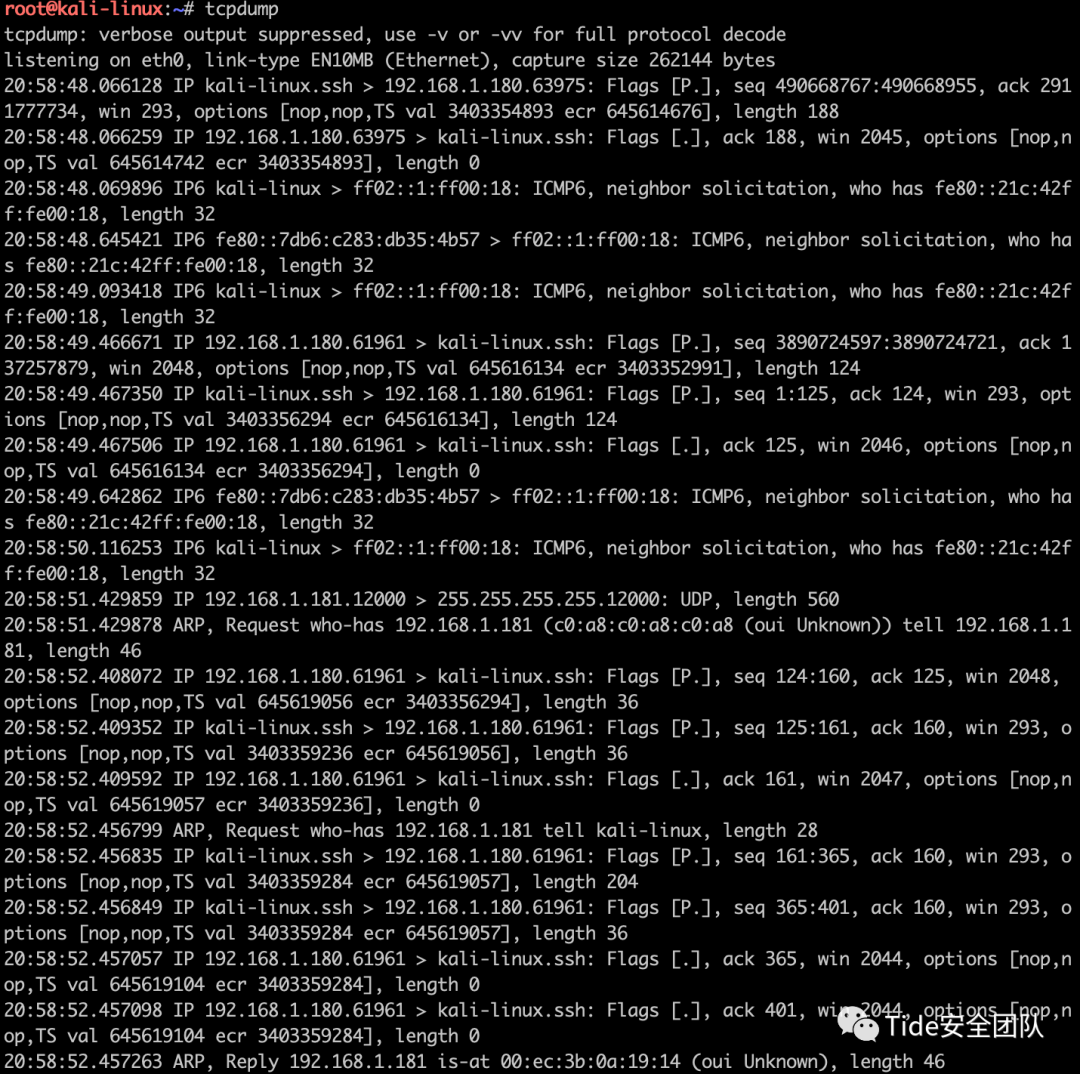 root@kali-linux:~# tcpdump
tcpdump: verbose output suppressed, use -v or -vv for full protocol decode
listening on eth0, link-type EN10MB (Ethernet), capture size 262144 bytes
20:58:48.066128 IP kali-linux.ssh > 192.168.1.180.63975: Flags [P.], seq 490668767:490668955, ack 291
1777734, win 293, options [nop,nop,TS val 3403354893 ecr 645614676], length 188
20:58:48.066259 IP 192.168.1.180.63975 > kali-linux.ssh: Flags [.], ack 188, win 2045, options [nop,n
op,TS val 645614742 ecr 3403354893], length 0
20:58:48.069896 IP6 kali-linux > ff02::1:ff00:18: ICMP6, neighbor solicitation, who has fe80::21c:42f
f:fe00:18, length 32
20:58:48.645421 IP6 fe80::7db6:c283:db35:4b57 > ff02::1:ff00:18: ICMP6, neighbor solicitation, who ha
s fe80::21c:42ff:fe00:18, length 32
20:58:49.093418 IP6 kali-linux > ff02::1:ff00:18: ICMP6, neighbor solicitation, who has fe80::21c:42f
f:fe00:18, length 32
20:58:49.466671 IP 192.168.1.180.61961 > kali-linux.ssh: Flags [P.], seq 3890724597:3890724721, ack 1
37257879, win 2048, options [nop,nop,TS val 645616134 ecr 3403352991], length 124
20:58:49.467350 IP kali-linux.ssh > 192.168.1.180.61961: Flags [P.], seq 1:125, ack 124, win 293, opt
ions [nop,nop,TS val 3403356294 ecr 645616134], length 124
20:58:49.467506 IP 192.168.1.180.61961 > kali-linux.ssh: Flags [.], ack 125, win 2046, options [nop,n
op,TS val 645616134 ecr 3403356294], length 0
20:58:49.642862 IP6 fe80::7db6:c283:db35:4b57 > ff02::1:ff00:18: ICMP6, neighbor solicitation, who ha
s fe80::21c:42ff:fe00:18, length 32
20:58:50.116253 IP6 kali-linux > ff02::1:ff00:18: ICMP6, neighbor solicitation, who has fe80::21c:42f
f:fe00:18, length 32
20:58:51.429859 IP 192.168.1.181.12000 > 255.255.255.255.12000: UDP, length 560
20:58:51.429878 ARP, Request who-has 192.168.1.181 (c0:a8:c0:a8:c0:a8 (oui Unknown)) tell 192.168.1.1
81, length 46
20:58:52.408072 IP 192.168.1.180.61961 > kali-linux.ssh: Flags [P.], seq 124:160, ack 125, win 2048,
options [nop,nop,TS val 645619056 ecr 3403356294], length 36
20:58:52.409352 IP kali-linux.ssh > 192.168.1.180.61961: Flags [P.], seq 125:161, ack 160, win 293, o
ptions [nop,nop,TS val 3403359236 ecr 645619056], length 36
20:58:52.409592 IP 192.168.1.180.61961 > kali-linux.ssh: Flags [.], ack 161, win 2047, options [nop,n
op,TS val 645619057 ecr 3403359236], length 0
20:58:52.456799 ARP, Request who-has 192.168.1.181 tell kali-linux, length 28
20:58:52.456835 IP kali-linux.ssh > 192.168.1.180.61961: Flags [P.], seq 161:365, ack 160, win 293, o
ptions [nop,nop,TS val 3403359284 ecr 645619057], length 204
20:58:52.456849 IP kali-linux.ssh > 192.168.1.180.61961: Flags [P.], seq 365:401, ack 160, win 293, o
ptions [nop,nop,TS val 3403359284 ecr 645619057], length 36
20:58:52.457057 IP 192.168.1.180.61961 > kali-linux.ssh: Flags [.], ack 365, win 2044, options [nop,n
op,TS val 645619104 ecr 3403359284], length 0
20:58:52.457098 IP 192.168.1.180.61961 > kali-linux.ssh: Flags [.], ack 401, win 2044, options [nop,n
op,TS val 645619104 ecr 3403359284], length 0
Tide安全团队
20:58:52.457263 ARP, Reply 192.168.1.181 is-at 00:ec:3b:0a:19:14 (oui Unknown), length 46